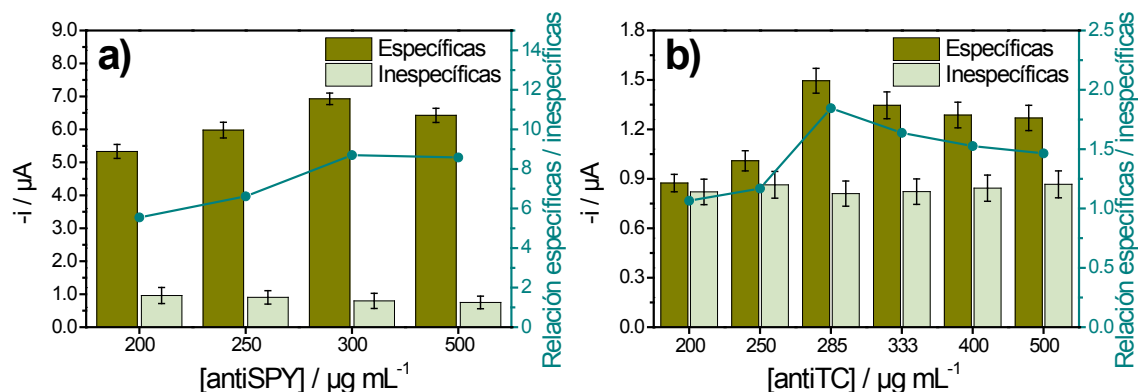 a)
Específicas
Inespecíficas
-i / µA
9.0
8.0
7.0
6.0
5.0
4.0
3.0
2.0
1.0
0.0
14
12
10
8
6
4
2
0
Relación específicas / inespecíficas
200 250 300 500
[antiSPY] / µg mL-1
b)
Específicas
Inespecíficas
-i / µA
1.8
1.5
1.2
0.9
0.6
0.3
0.0
2.5
2.0
1.5
1.0
0.5
0.0
Relación específicas / inespecíficas
200 250 285 333 400 500
[antiTC] / µg mL-1